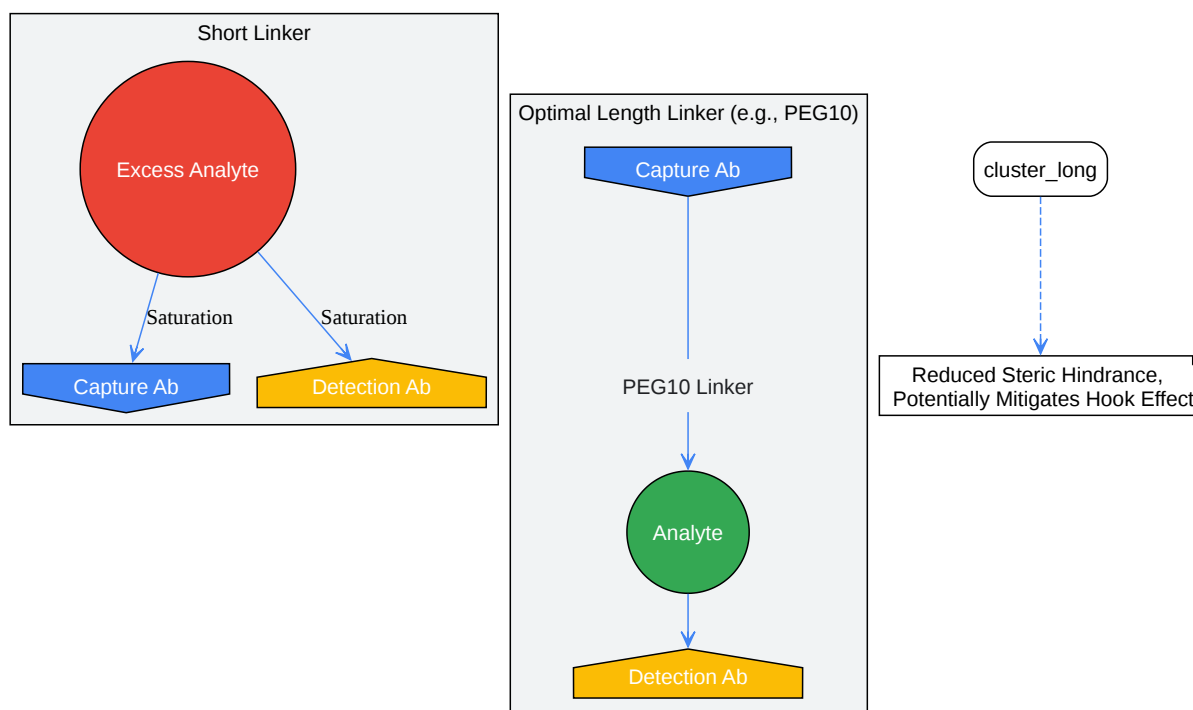 Short Linker
Excess Analyte
Saturation
Saturation
Capture Ab
Detection Ab
Optimal Length Linker (e.g., PEG10)
Capture Ab
PEG10 Linker
Analyte
Detection Ab
cluster_long
Reduced Steric Hindrance,
Potentially Mitigates Hook Effect